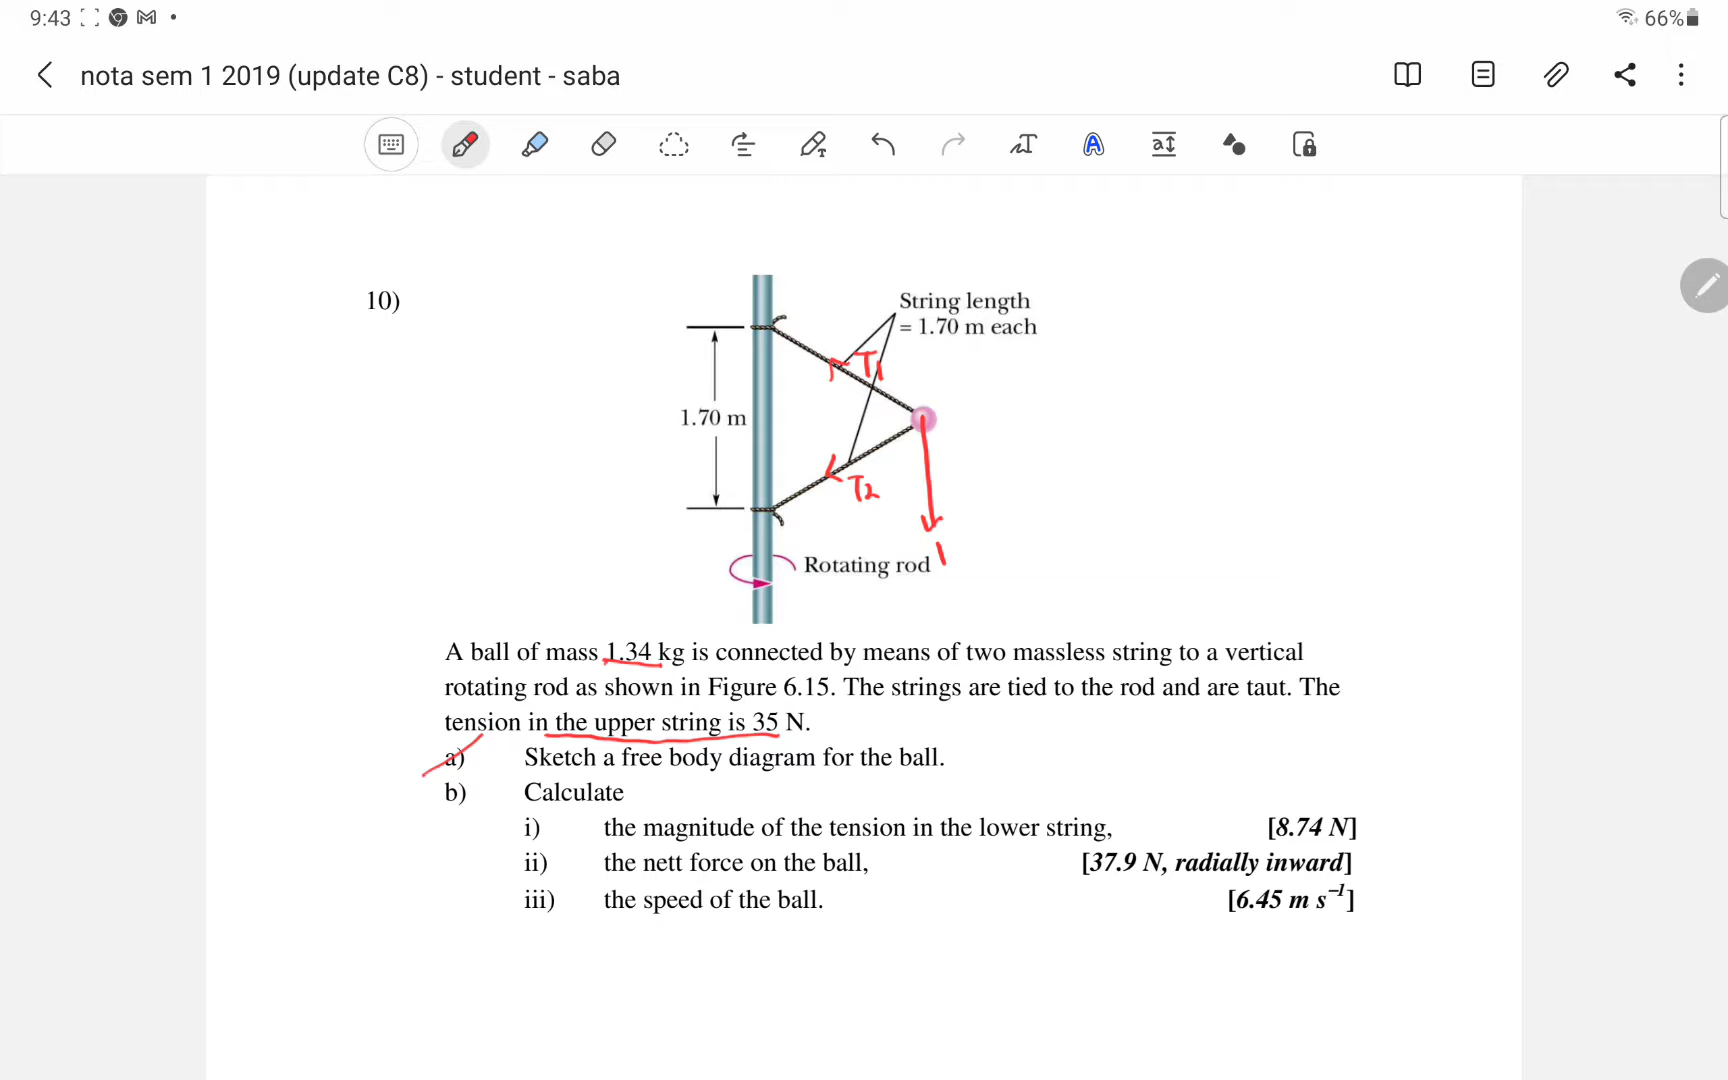 9:43
66%
nota sem 1 2019 (update C8) - student - saba
10)
String length
= 1.70 m each
T1
1.70 m
T2
Rotating rod
A ball of mass 1.34 kg is connected by means of two massless string to a vertical
rotating rod as shown in Figure 6.15. The strings are tied to the rod and are taut. The
tension in the upper string is 35 N.
a) Sketch a free body diagram for the ball.
b) Calculate
i) the magnitude of the tension in the lower string, [8.74 N]
ii) the nett force on the ball, [37.9 N, radially inward]
iii) the speed of the ball. [6.45 m s⁻¹]